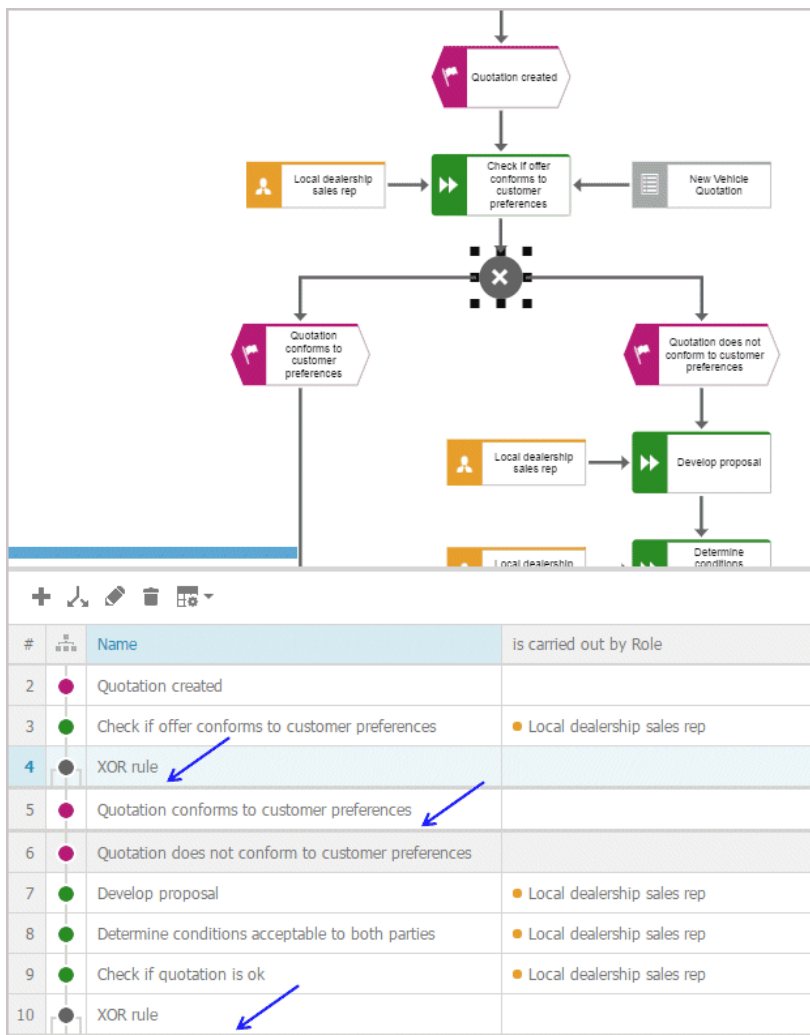 Quotation created
Local dealership
sales rep
Check if offer
conforms to
customer
preferences
New Vehicle
Quotation
Quotation
conforms to
customer
preferences
Quotation does not
conform to customer
preferences
Local dealership
sales rep
Develop proposal
Local dealership
Determine
conditions
# Name is carried out by Role
2 Quotation created
3 Check if offer conforms to customer preferences Local dealership sales rep
4 XOR rule
5 Quotation conforms to customer preferences
6 Quotation does not conform to customer preferences
7 Develop proposal Local dealership sales rep
8 Determine conditions acceptable to both parties Local dealership sales rep
9 Check if quotation is ok Local dealership sales rep
10 XOR rule